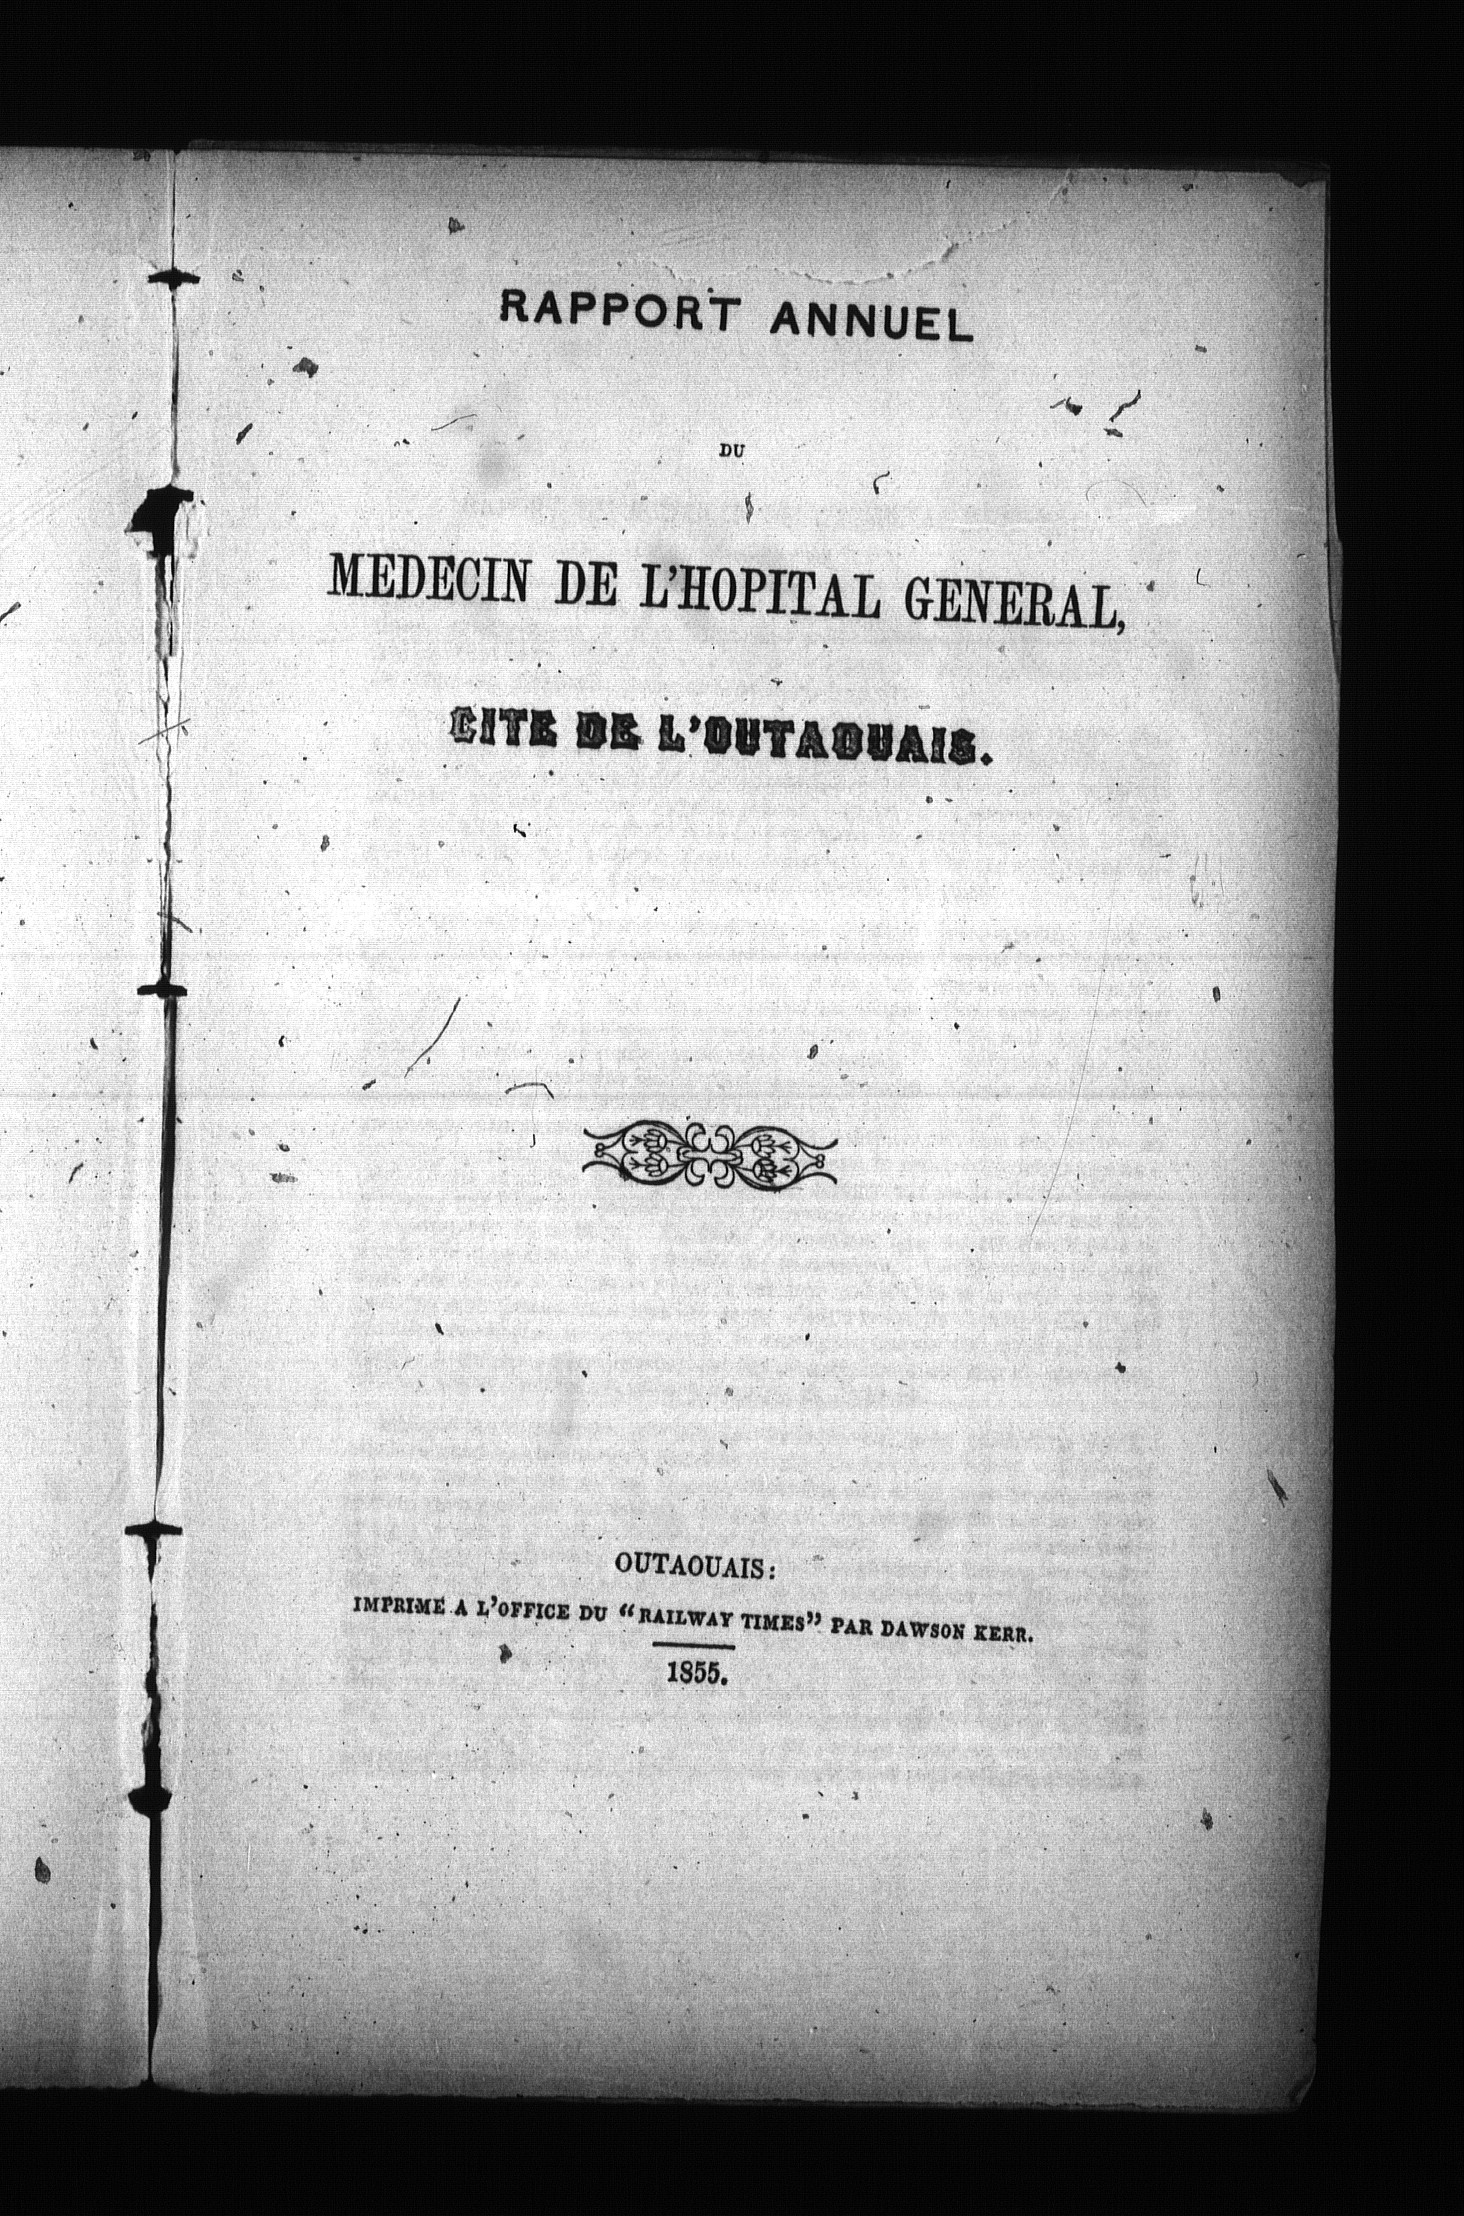 RAPPORT ANNUEL
DU
MEDECIN DE L'HOPITAL GENERAL,
CITE DE L'OUTAOUAIS.
OUTAOUAIS:
IMPRIMÉ A L'OFFICE DU “RAILWAY TIMES” PAR DAWSON KERR.
1855.